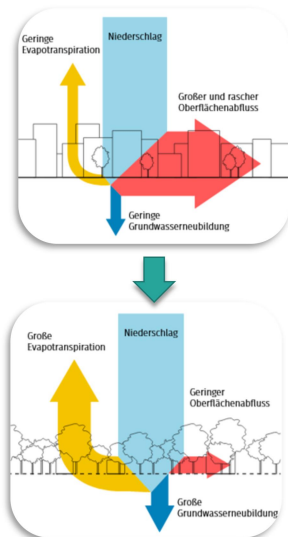 Geringe
Evapotranspiration
Niederschlag
Großer und rascher
Oberflächenabfluss
Geringe
Grundwasserneubildung
Große
Evapotranspiration
Niederschlag
Geringer
Oberflächenabfluss
Große
Grundwasserneubildung